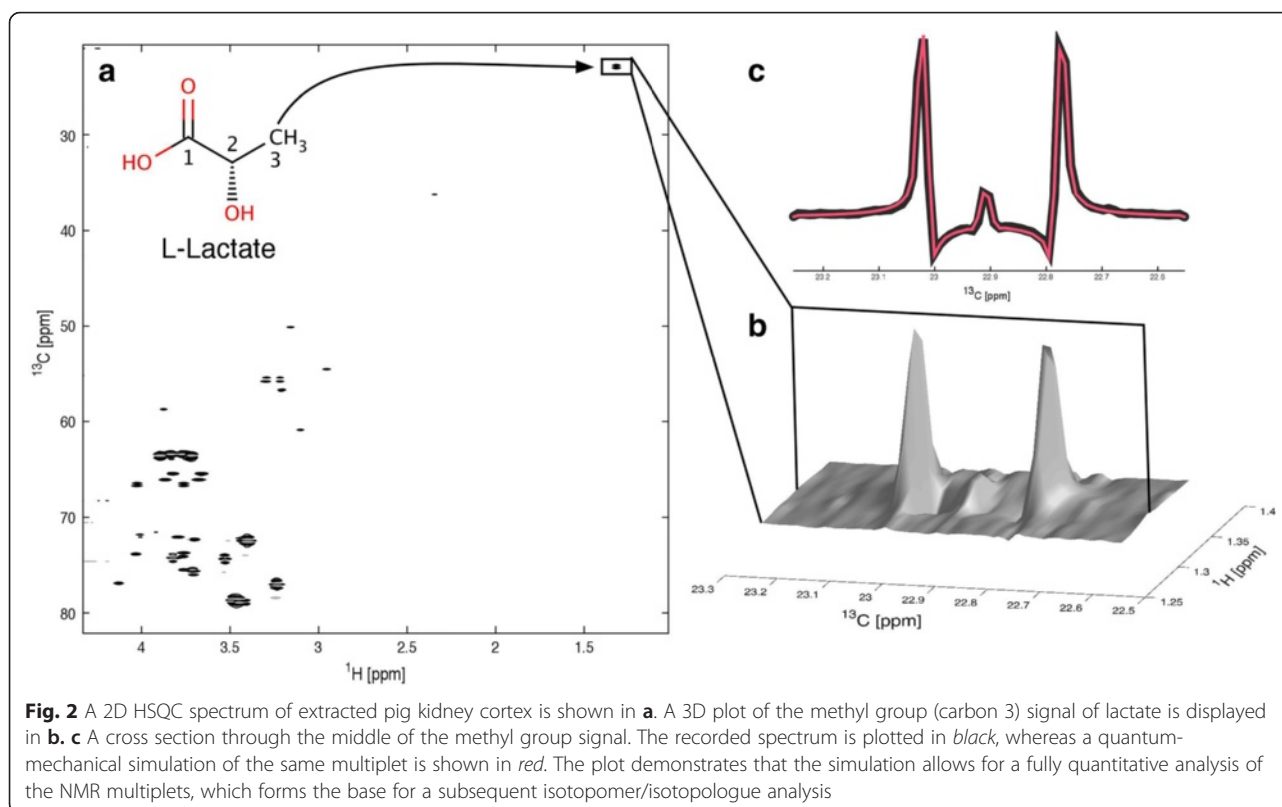 a
O
HO
1
2
3
CH3
OH
L-Lactate
30
40
50
60
70
80
13C [ppm]
4
3.5
3
2.5
2
1.5
1H [ppm]
c
23.2
23.1
23
22.9
22.8
22.7
22.6
13C [ppm]
b
23.3
23.2
23.1
23
22.9
22.8
22.7
22.6
22.5
13C [ppm]
1.25
1.3
1.35
1.4
1H [ppm]
Fig. 2 A 2D HSQC spectrum of extracted pig kidney cortex is shown in a. A 3D plot of the methyl group (carbon 3) signal of lactate is displayed
in b. c A cross section through the middle of the methyl group signal. The recorded spectrum is plotted in black, whereas a quantum-
mechanical simulation of the same multiplet is shown in red. The plot demonstrates that the simulation allows for a fully quantitative analysis of
the NMR multiplets, which forms the base for a subsequent isotopomer/isotopologue analysis